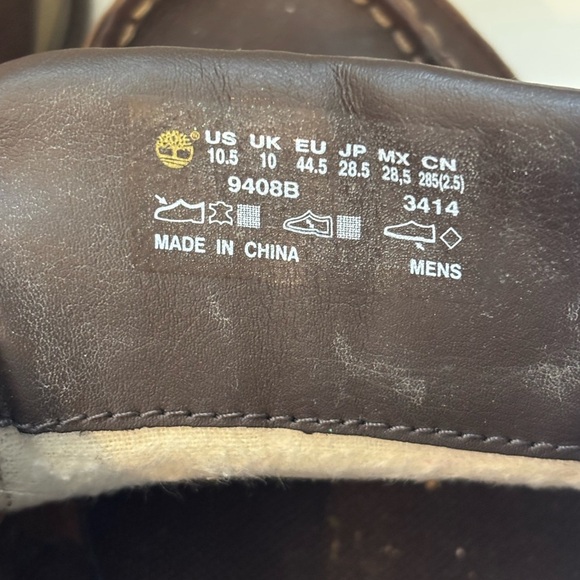 ® US UK EU JP MX CN
10.5 10 44.5 28.5 28,5 285(2.5)
9408B 3414
MADE IN CHINA MENS